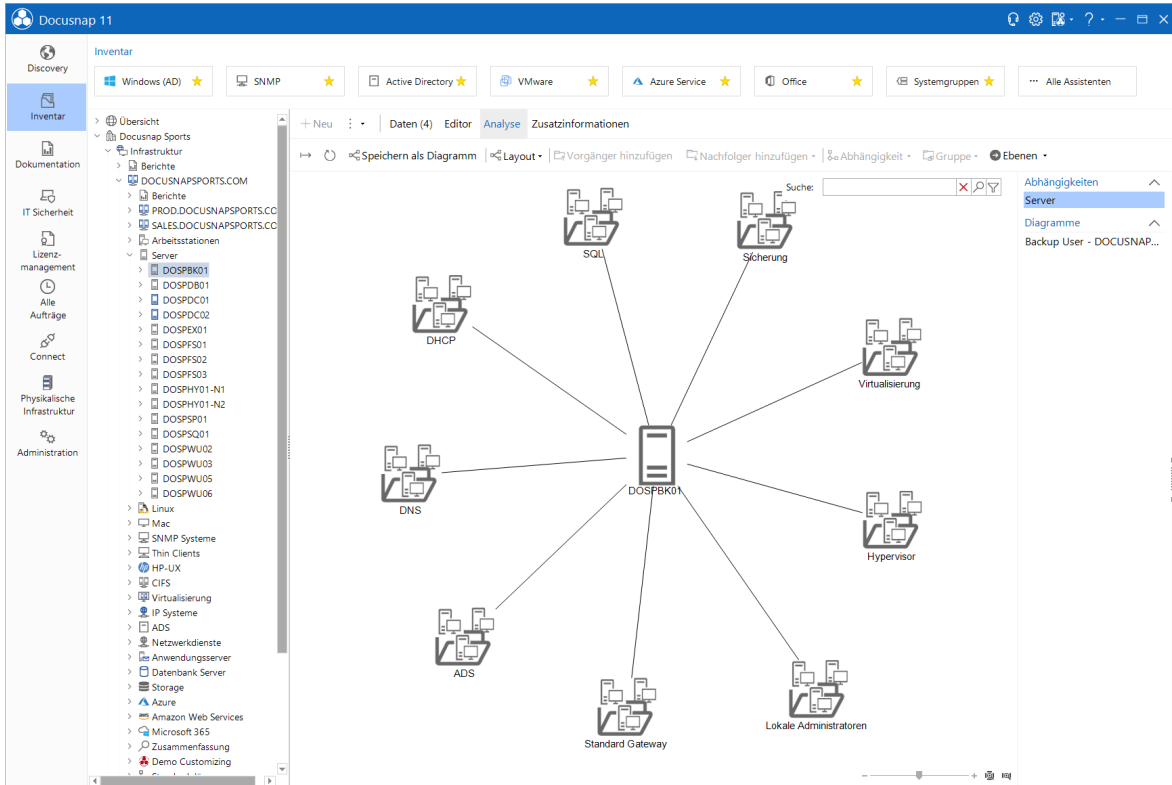 Docusnap 11
Discovery
Inventar
Dokumentation
IT Sicherheit
Lizenz-
management
Alle
Aufträge
Connect
Physikalische
Infrastruktur
Administration
Inventar
Windows (AD)
SNMP
Active Directory
VMware
Azure Service
Office
Systemgruppen
Alle Assistenten
Übersicht
Docusnap Sports
Infrastruktur
Berichte
DOCUSNAPSPORTS.COM
Berichte
PROD.DOCUSNAPSPORTS.CO
SALES.DOCUSNAPSPORTS.CO
Arbeitsstationen
Server
DOSPBK01
DOSPDB01
DOSPDC01
DOSPDC02
DOSPEX01
DOSPFS01
DOSPFS02
DOSPFS03
DOSPHY01-N1
DOSPHY01-N2
DOSPSP01
DOSPSQ01
DOSPWU02
DOSPWU03
DOSPWU05
DOSPWU06
Linux
Mac
SNMP Systeme
Thin Clients
HP-UX
CIFS
Virtualisierung
IP Systeme
ADS
Netzwerkdienste
Anwendungsserver
Datenbank Server
Storage
Azure
Amazon Web Services
Microsoft 365
Zusammenfassung
Demo Customizing
+ Neu Daten (4) Editor Analyse Zusatzinformationen
Speichern als Diagramm Layout Vorgänger hinzufügen Nachfolger hinzufügen Abhängigkeit Gruppe Ebenen
Suche:
SQL
Sicherung
DHCP
Virtualisierung
DOSPBK01
DNS
Hypervisor
ADS
Lokale Administratoren
Standard Gateway
Abhängigkeiten
Server
Diagramme
Backup User - DOCUSNAP...